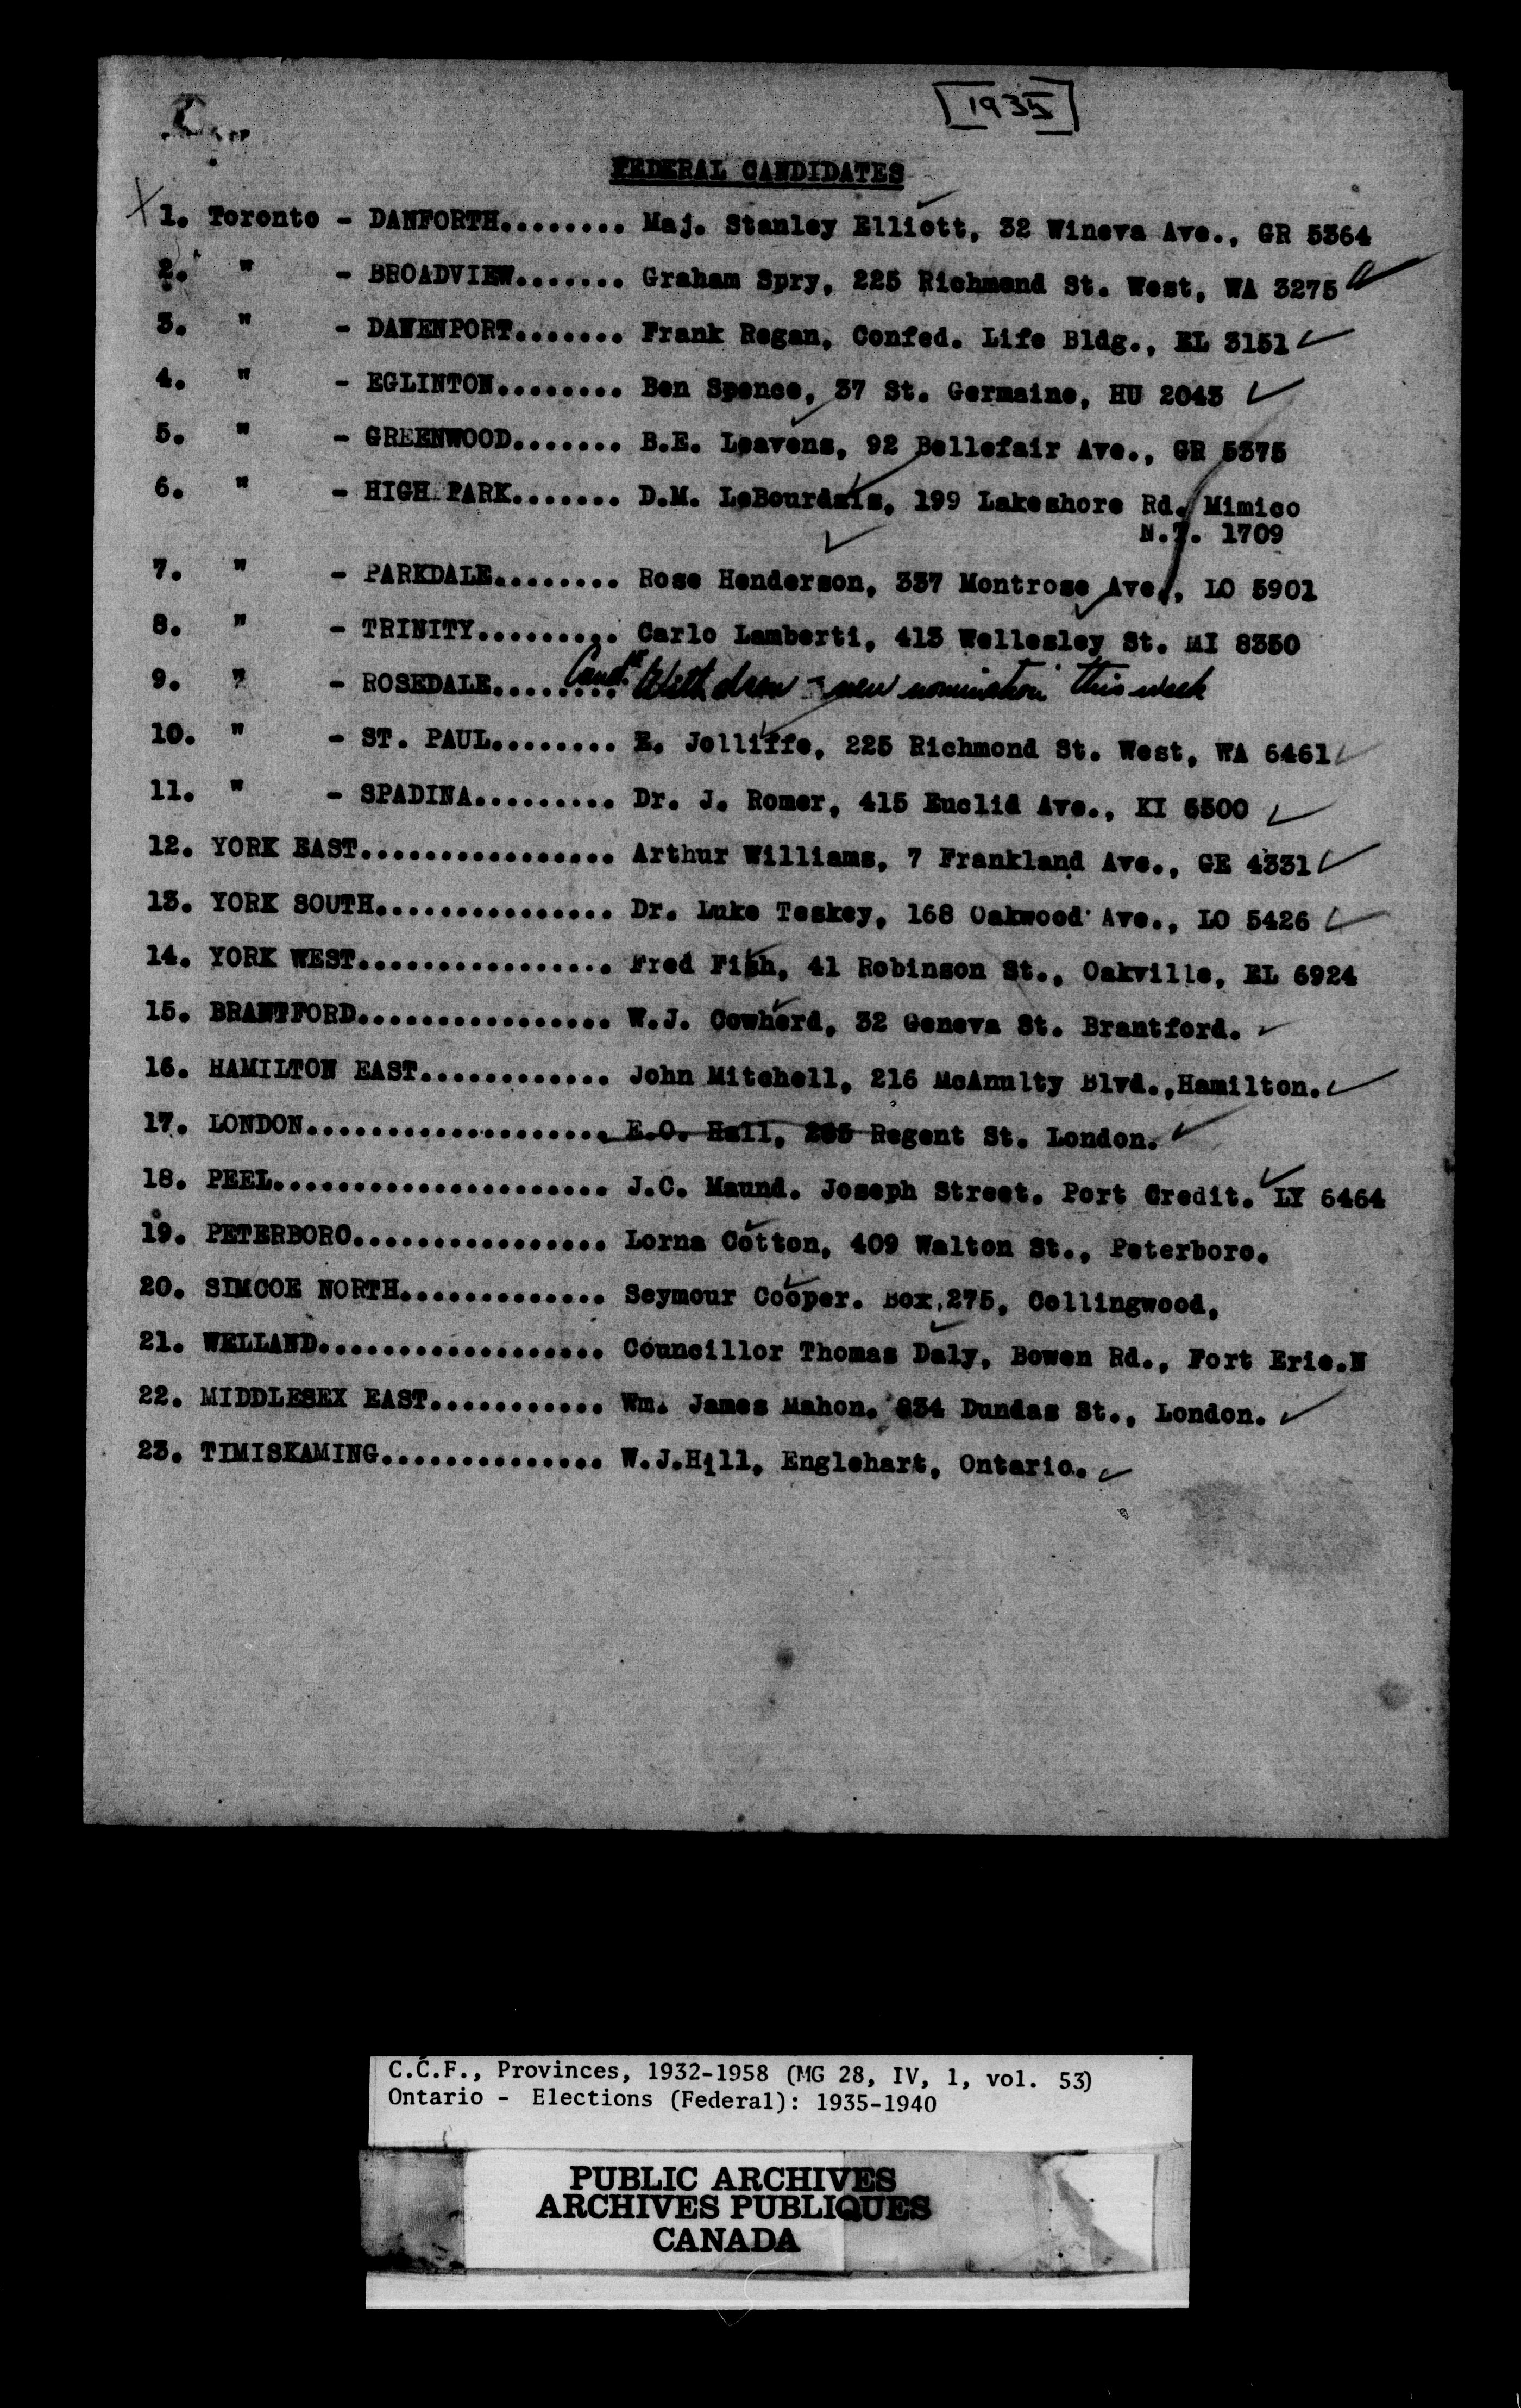 [1935]
FEDERAL CANDIDATES
1. Toronto - DANFORTH........ Maj. Stanley Elliott, 32 Wineva Ave., GR 5364
2. " - BROADVIEW....... Graham Spry, 225 Richmond St. West, WA 3275
3. " - DAVENPORT....... Frank Regan, Confed. Life Bldg., EL 3151
4. " - EGLINTON........ Ben Spence, 37 St. Germaine, HU 2043
5. " - GREENWOOD....... B.E. Leavens, 92 Bellefair Ave., GR 5375
6. " - HIGH PARK....... D.M. LeBourdais, 199 Lakeshore Rd. Mimico
N.T. 1709
7. " - PARKDALE........ Rose Henderson, 337 Montrose Ave., LO 5901
8. " - TRINITY......... Carlo Lamberti, 413 Wellesley St. MI 8350
9. " - ROSEDALE........ Cand. Withdrew - new nomination this week
10. " - ST. PAUL........ E. Jolliffe, 225 Richmond St. West, WA 6461
11. " - SPADINA......... Dr. J. Romer, 415 Euclid Ave., KI 6500
12. YORK EAST................ Arthur Williams, 7 Frankland Ave., GE 4331
13. YORK SOUTH............... Dr. Luke Teskey, 168 Oakwood Ave., LO 5426
14. YORK WEST................ Fred Fish, 41 Robinson St., Oakville, EL 6924
15. BRANTFORD................ W.J. Cowherd, 32 Geneva St. Brantford.
16. HAMILTON EAST............ John Mitchell, 216 McAnulty Blvd.,Hamilton.
17. LONDON................... E.O. Hall, Regent St. London.
18. PEEL..................... J.C. Maund. Joseph Street. Port Credit. LY 6464
19. PETERBORO................ Lorna Cotton, 409 Walton St., Peterboro.
20. SIMCOE NORTH............. Seymour Cooper. Box,275, Collingwood,
21. WELLAND.................. Councillor Thomas Daly, Bowen Rd., Fort Erie.N
22. MIDDLESEX EAST........... Wm. James Mahon. 834 Dundas St., London.
23. TIMISKAMING.............. W.J.Hill, Englehart, Ontario.
C.C.F., Provinces, 1932-1958 (MG 28, IV, 1, vol. 53)
Ontario - Elections (Federal): 1935-1940
PUBLIC ARCHIVES
ARCHIVES PUBLIQUES
CANADA